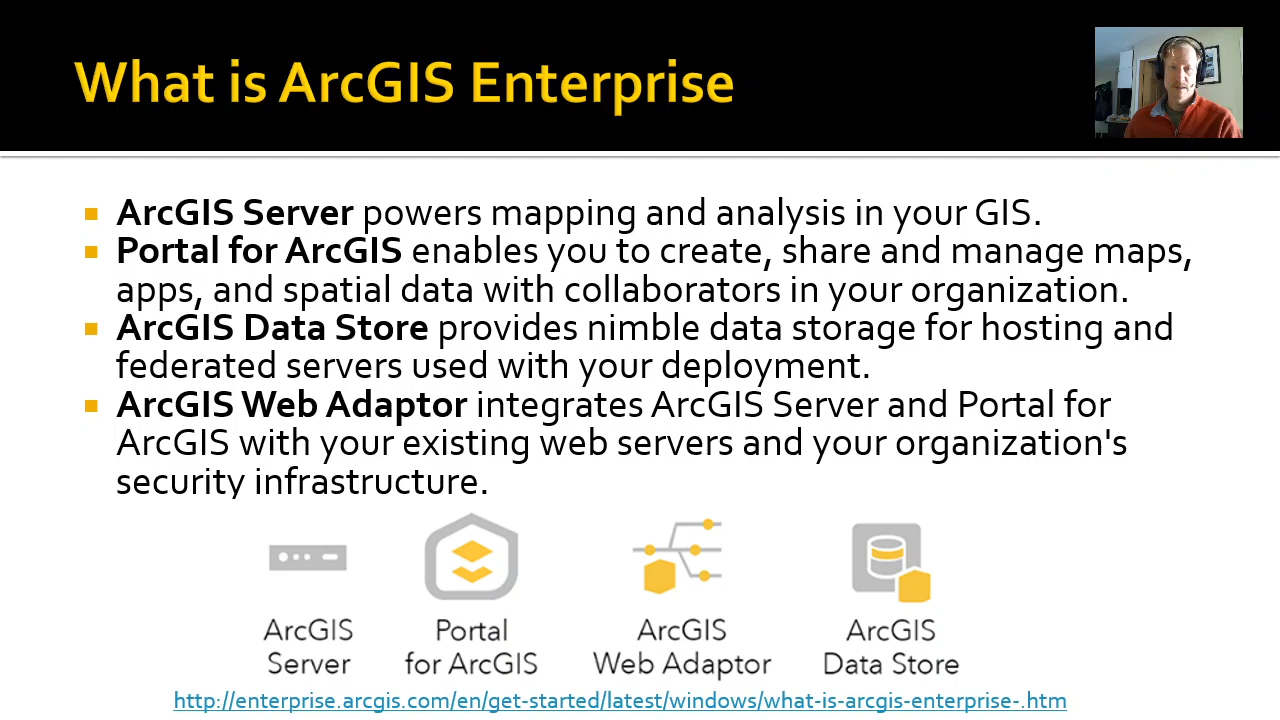 What is ArcGIS Enterprise
ArcGIS Server powers mapping and analysis in your GIS.
Portal for ArcGIS enables you to create, share and manage maps,
apps, and spatial data with collaborators in your organization.
ArcGIS Data Store provides nimble data storage for hosting and
federated servers used with your deployment.
ArcGIS Web Adaptor integrates ArcGIS Server and Portal for
ArcGIS with your existing web servers and your organization's
security infrastructure.
ArcGIS
Server
Portal
for ArcGIS
ArcGIS
Web Adaptor
ArcGIS
Data Store
http://enterprise.arcgis.com/en/get-started/latest/windows/what-is-arcgis-enterprise-.htm